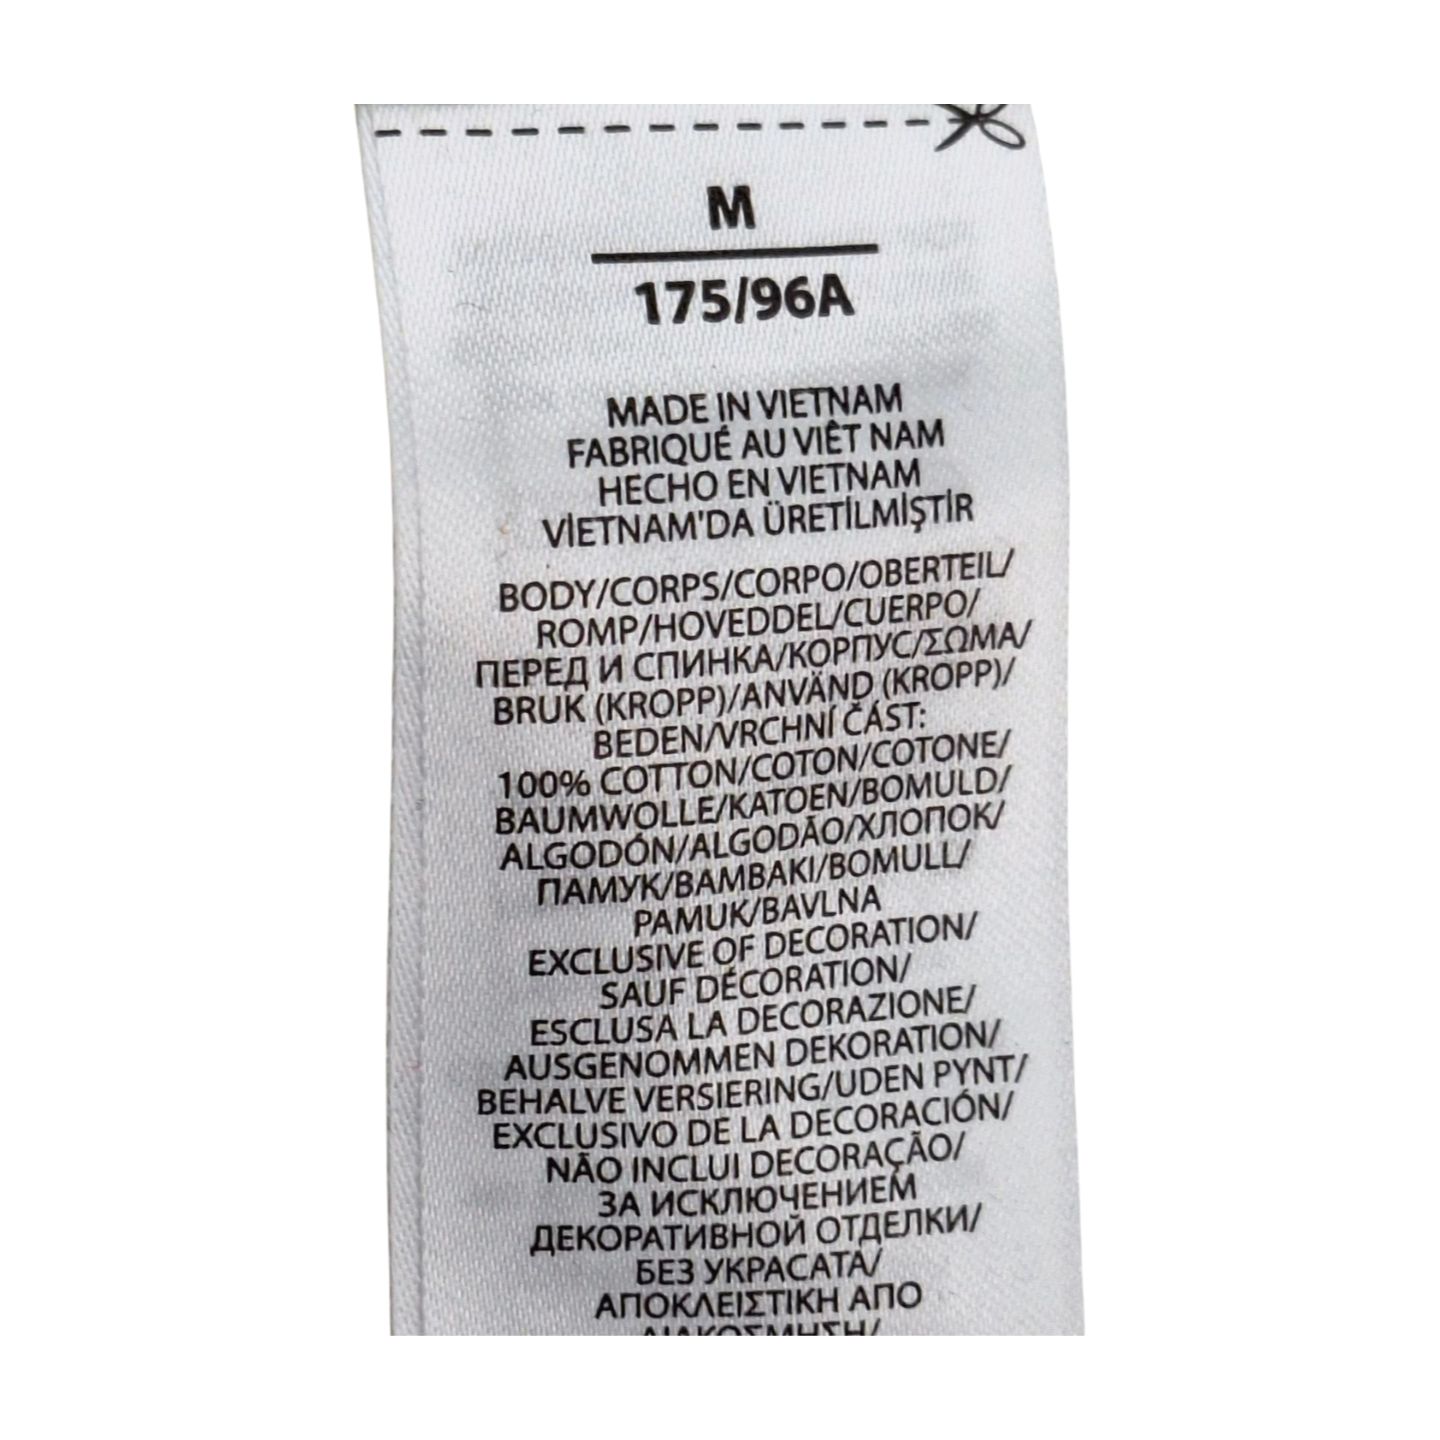 M
175/96A
MADE IN VIETNAM
FABRIQUÉ AU VIÊT NAM
HECHO EN VIETNAM
VİETNAM'DA ÜRETİLMİŞTİR
BODY/CORPS/CORPO/OBERTEIL/
ROMP/HOVEDDEL/CUERPO/
ПЕРЕД И СПИНКА/КОРПУС/ΣΩΜΑ/
BRUK (KROPP)/ANVÄND (KROPP)/
BEDEN/VRCHNÍ ČÁST:
100% COTTON/COTON/COTONE/
BAUMWOLLE/KATOEN/BOMULD/
ALGODÓN/ALGODÃO/ХЛОПОК/
ПАМУК/ΒΑΜΒΑΚΙ/BOMULL/
PAMUK/BAVLNA
EXCLUSIVE OF DECORATION/
SAUF DÉCORATION/
ESCLUSA LA DECORAZIONE/
AUSGENOMMEN DEKORATION/
BEHALVE VERSIERING/UDEN PYNT/
EXCLUSIVO DE LA DECORACIÓN/
NÃO INCLUI DECORAÇÃO/
ЗА ИСКЛЮЧЕНИЕМ
ДЕКОРАТИВНОЙ ОТДЕЛКИ/
БЕЗ УКРАСАТА/
ΑΠΟΚΛΕΙΣΤΙΚΗ ΑΠΟ
ΔΙΑΚΟΣΜΗΣΗ/